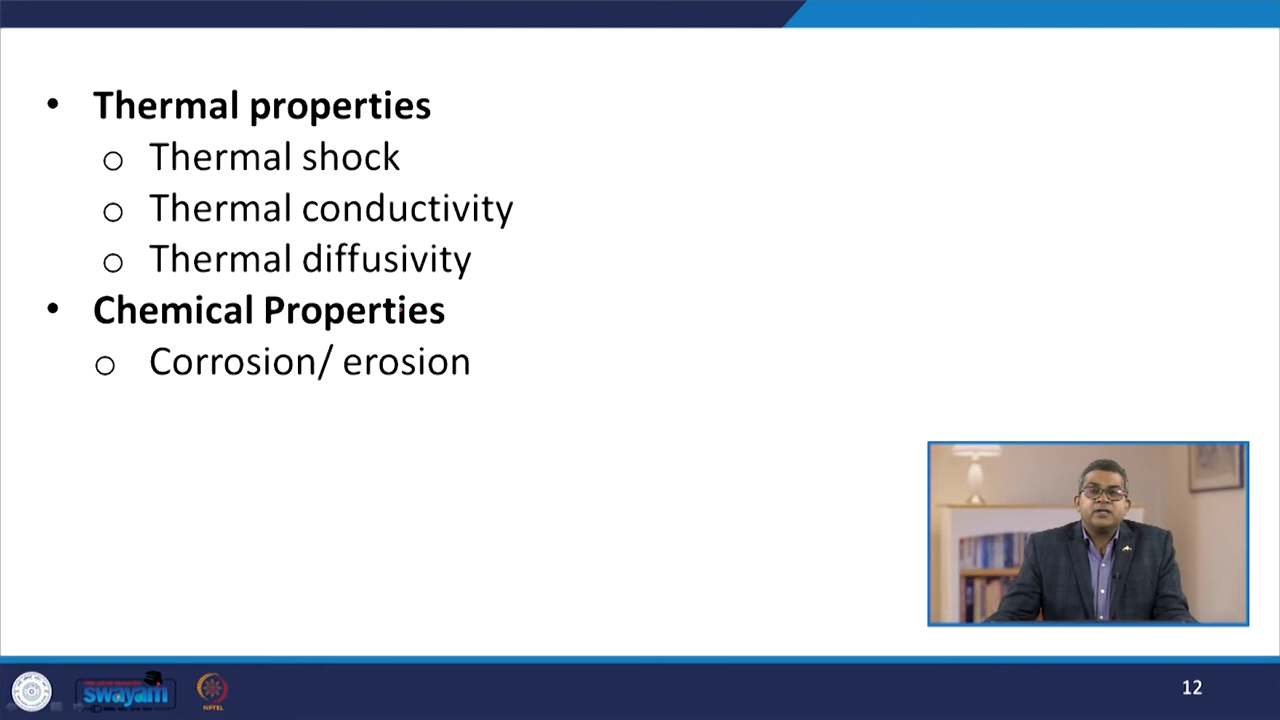 • Thermal properties
o Thermal shock
o Thermal conductivity
o Thermal diffusivity
• Chemical Properties
o Corrosion/ erosion
swayam
NPTEL
12